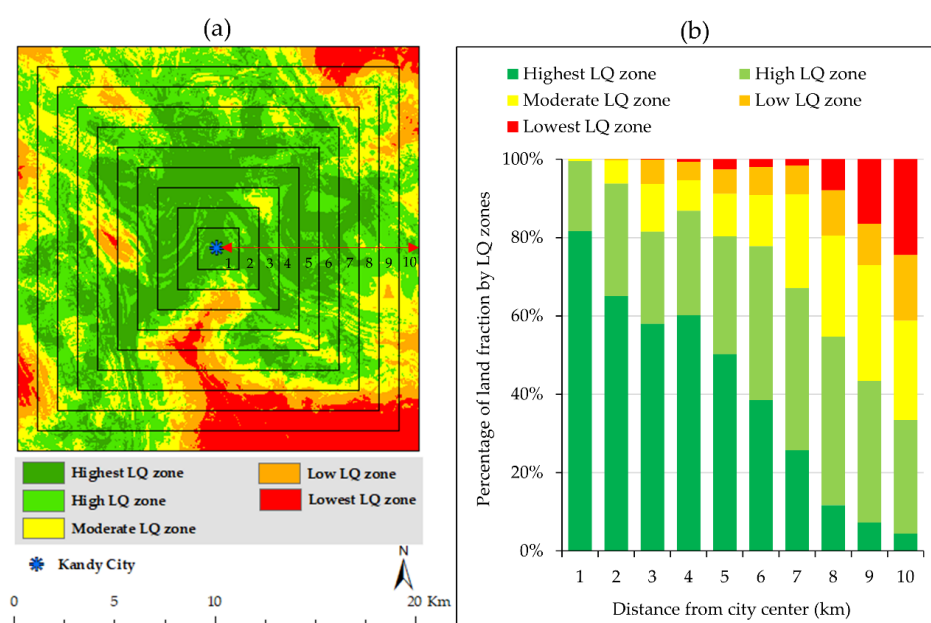 (a)
1 2 3 4 5 6 7 8 9 10
Highest LQ zone
High LQ zone
Moderate LQ zone
Low LQ zone
Lowest LQ zone
Kandy City
N
0 5 10 20 Km
(b)
Highest LQ zone High LQ zone
Moderate LQ zone Low LQ zone
Lowest LQ zone
Percentage of land fraction by LQ zones
100%
80%
60%
40%
20%
0%
1 2 3 4 5 6 7 8 9 10
Distance from city center (km)